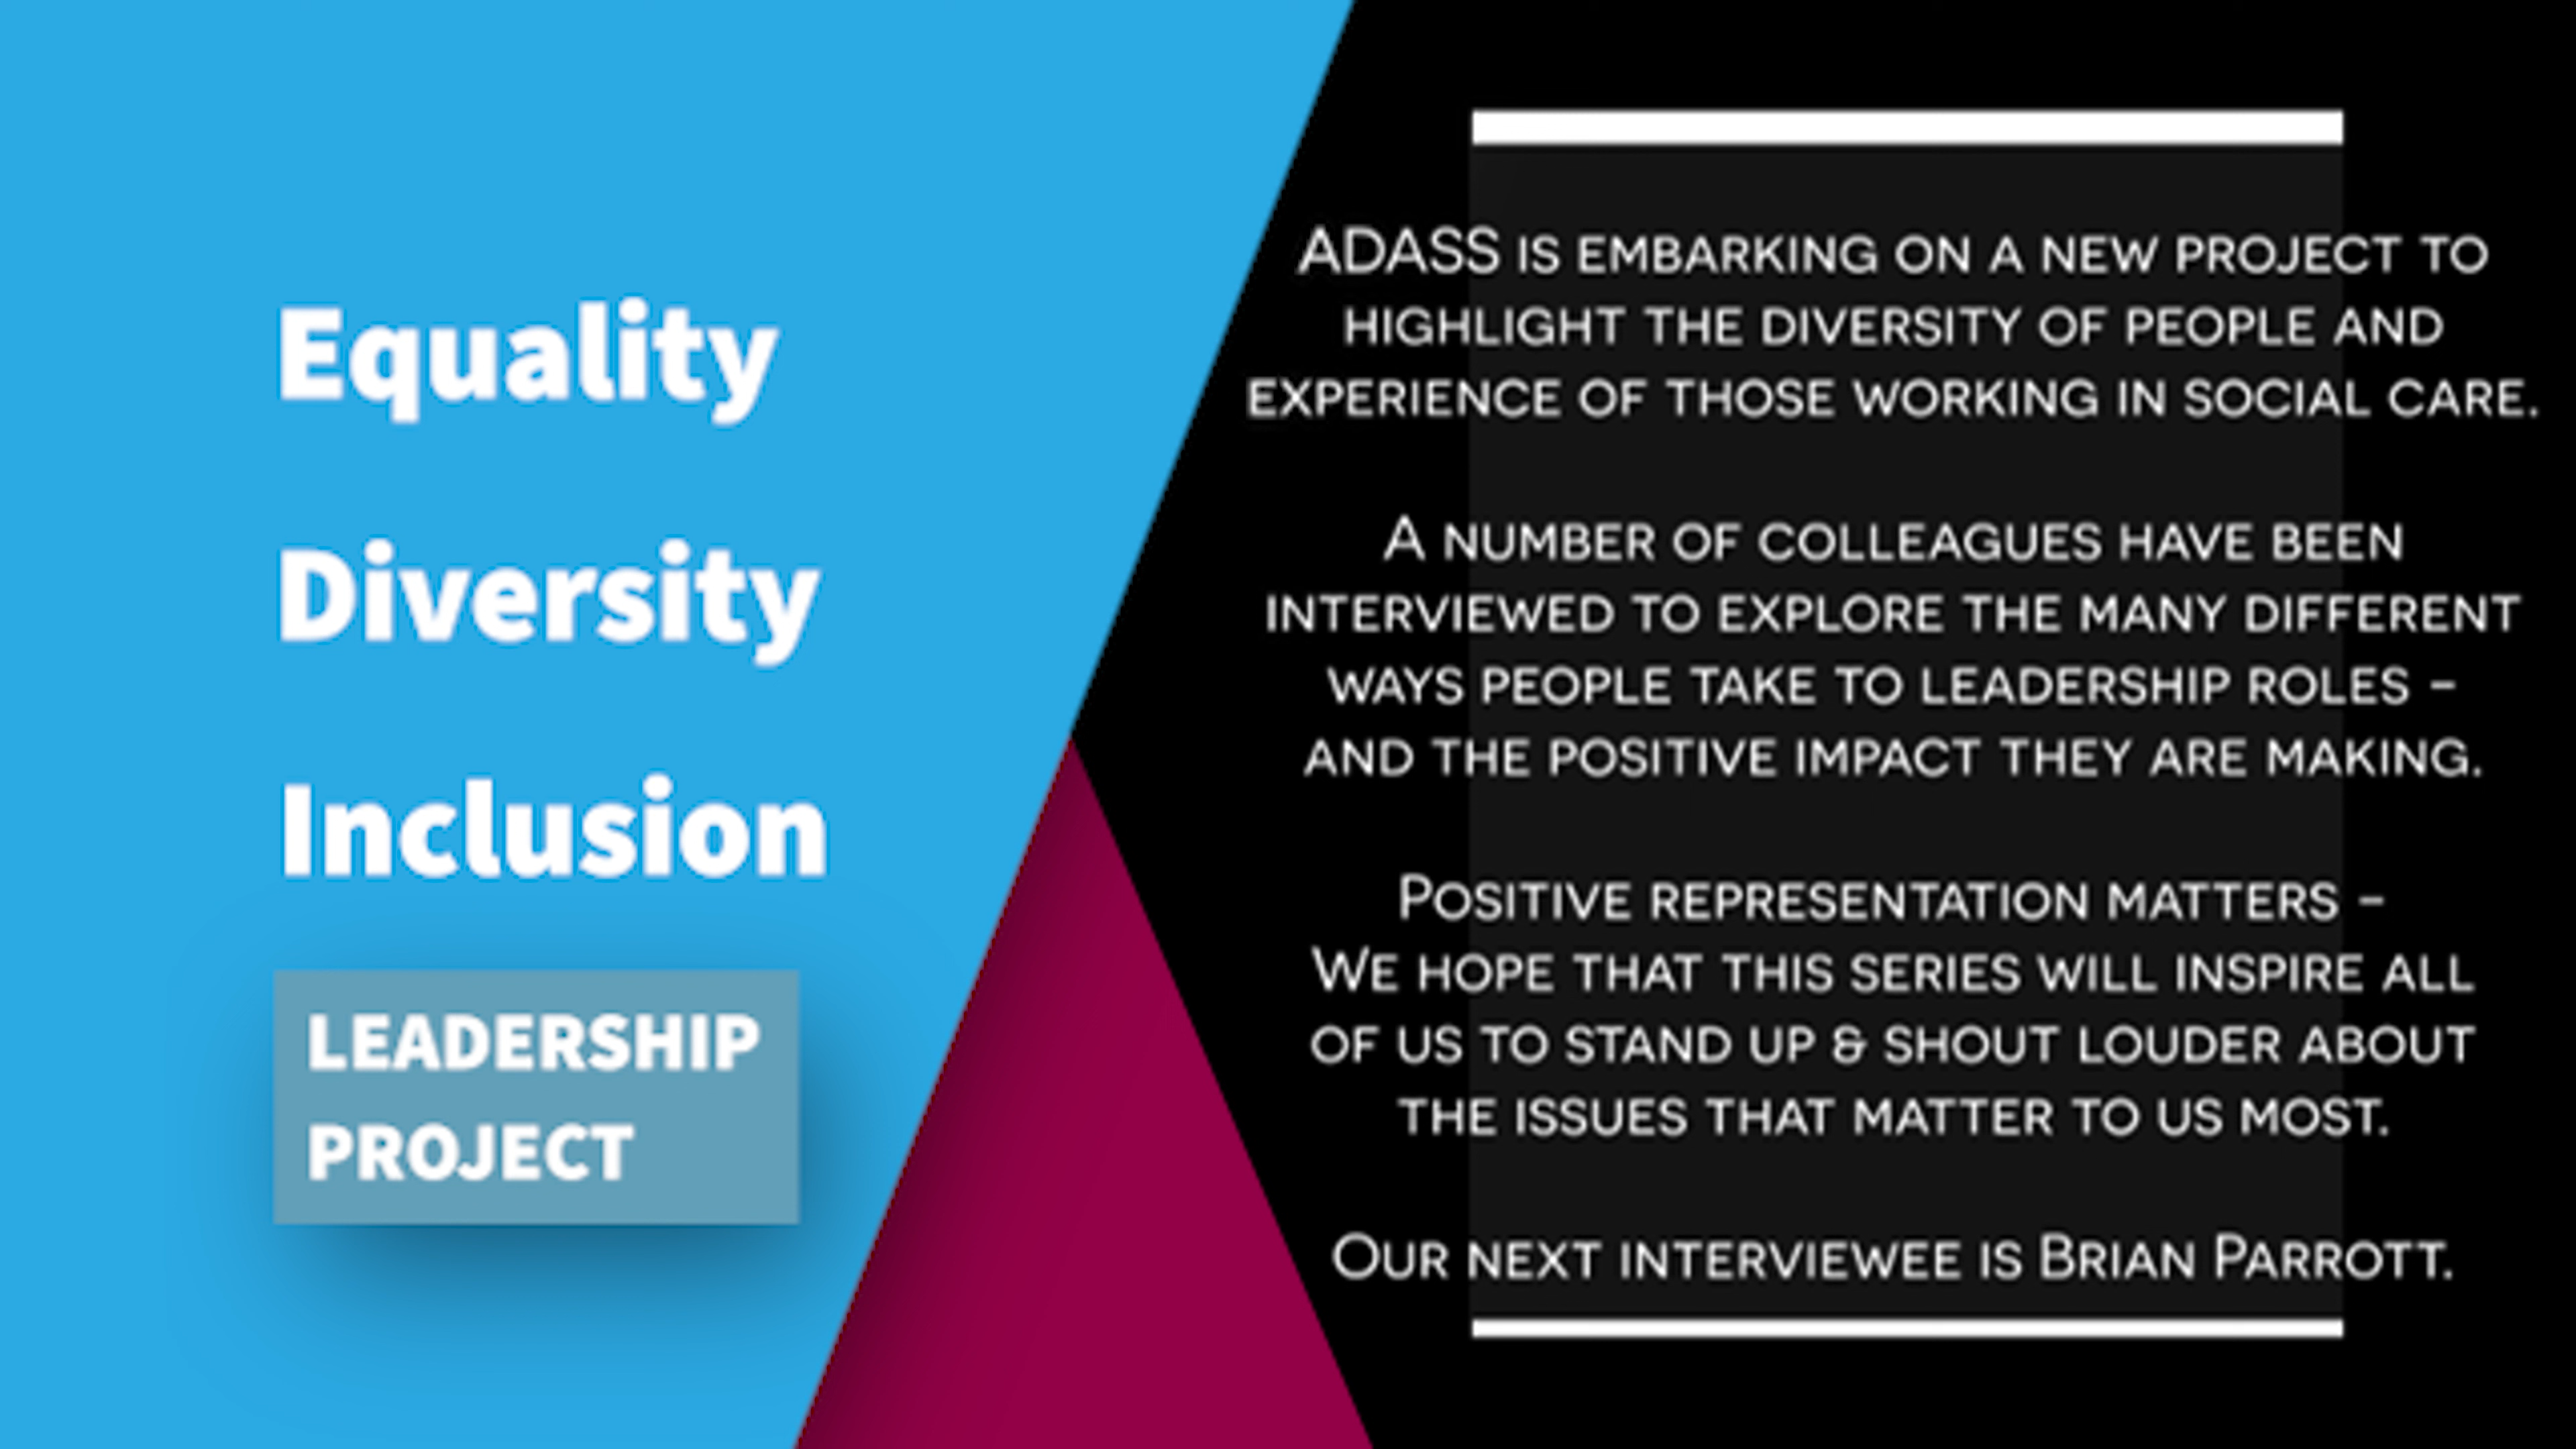 Equality
Diversity
Inclusion
LEADERSHIP
PROJECT
ADASS IS EMBARKING ON A NEW PROJECT TO
HIGHLIGHT THE DIVERSITY OF PEOPLE AND
EXPERIENCE OF THOSE WORKING IN SOCIAL CARE.
A NUMBER OF COLLEAGUES HAVE BEEN
INTERVIEWED TO EXPLORE THE MANY DIFFERENT
WAYS PEOPLE TAKE TO LEADERSHIP ROLES –
AND THE POSITIVE IMPACT THEY ARE MAKING.
POSITIVE REPRESENTATION MATTERS –
WE HOPE THAT THIS SERIES WILL INSPIRE ALL
OF US TO STAND UP & SHOUT LOUDER ABOUT
THE ISSUES THAT MATTER TO US MOST.
OUR NEXT INTERVIEWEE IS BRIAN PARROTT.